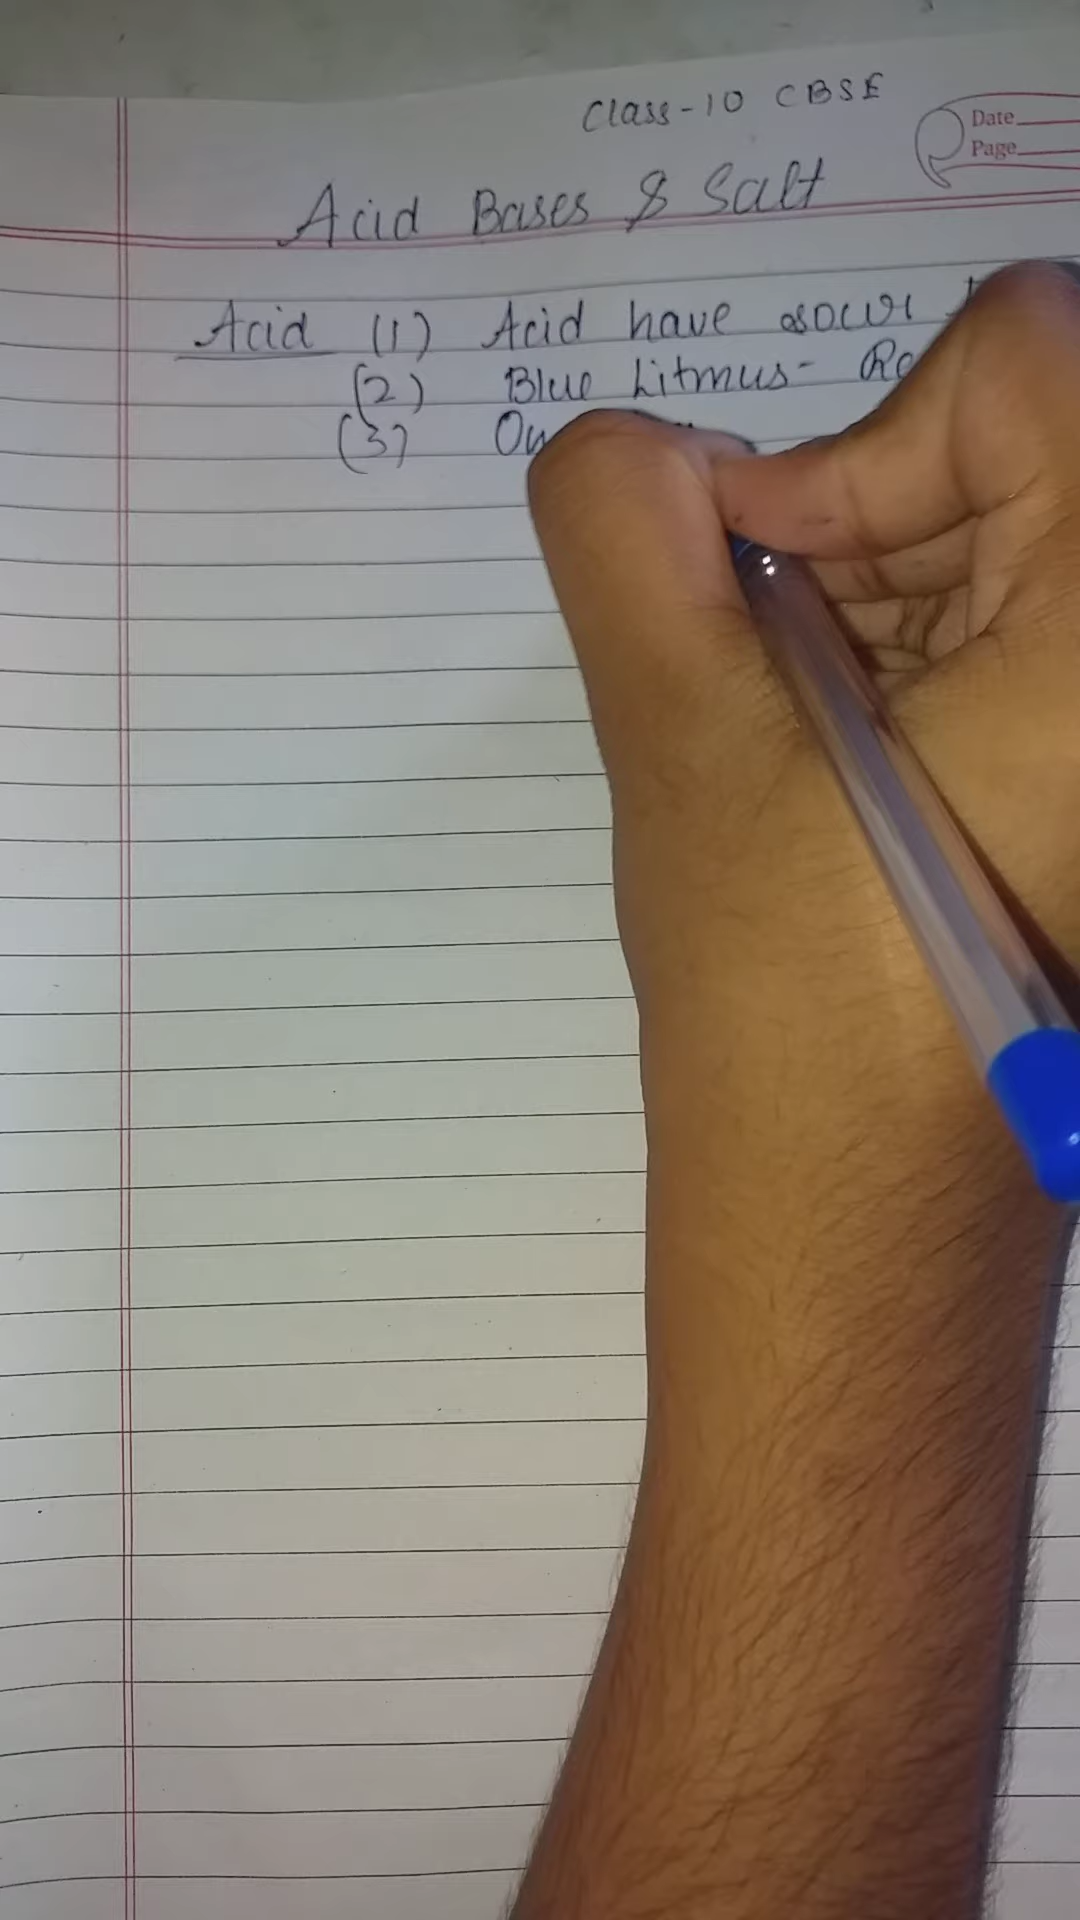 Class-10 CBSE
Date
Page
Acid Bases & Salt
Acid (1) Acid have sour
(2) Blue Litmus-
(3)